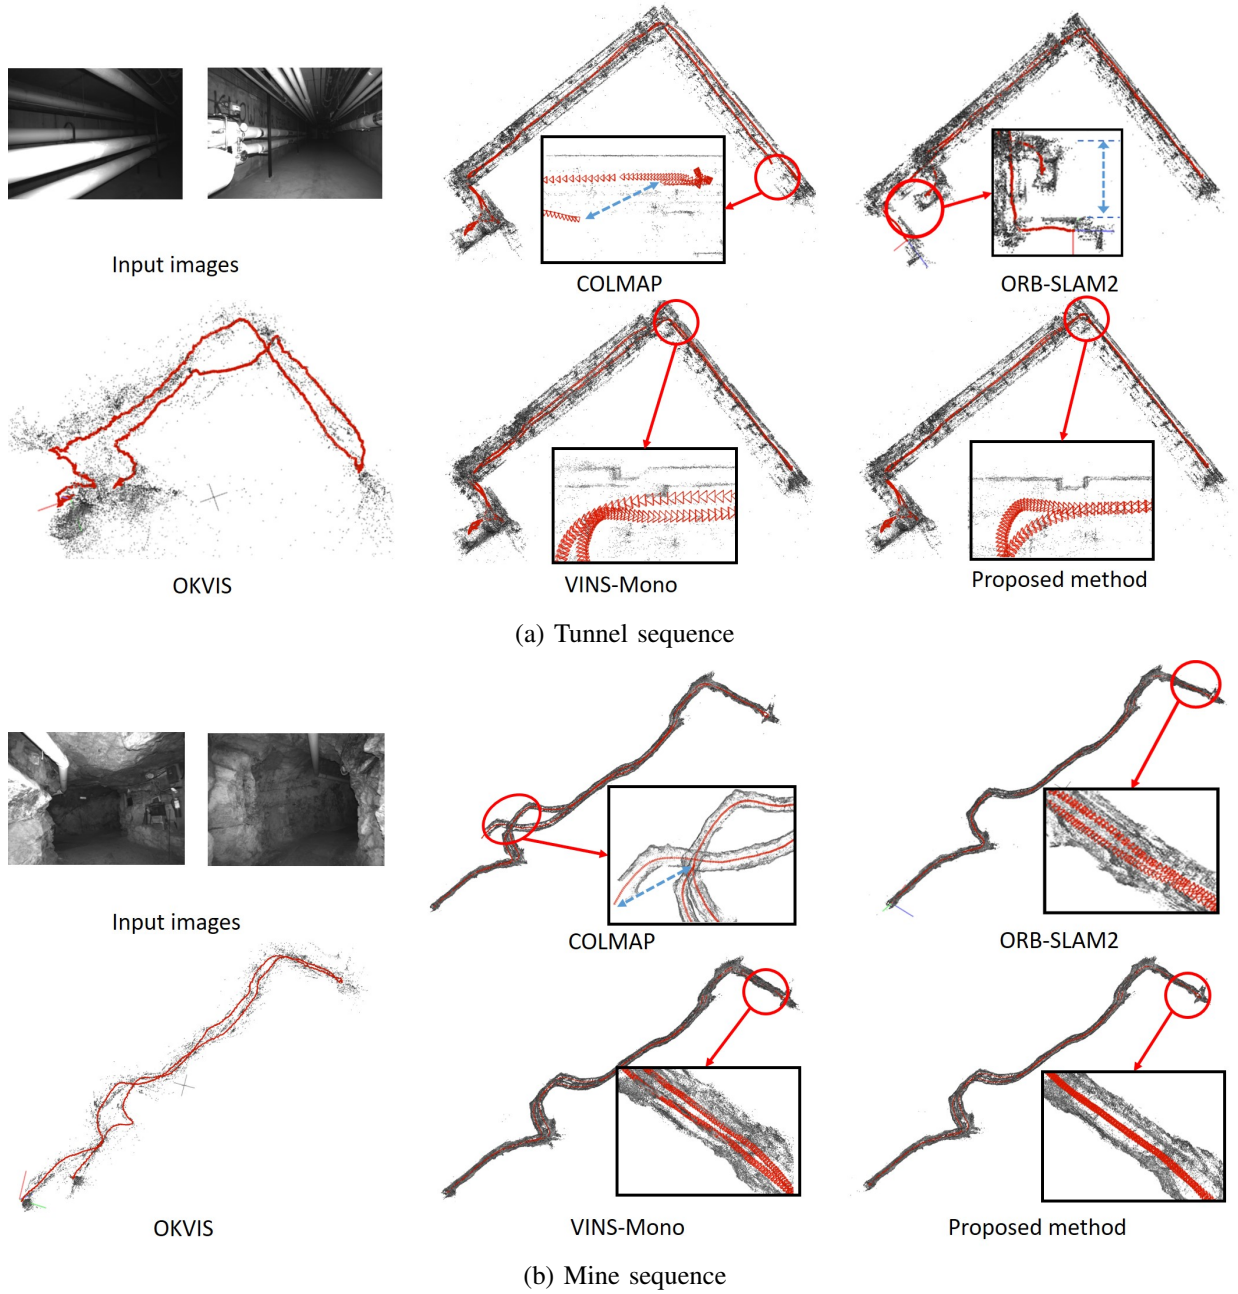 Input images
COLMAP
ORB-SLAM2
OKVIS
VINS-Mono
Proposed method
(a) Tunnel sequence
Input images
COLMAP
ORB-SLAM2
OKVIS
VINS-Mono
Proposed method
(b) Mine sequence